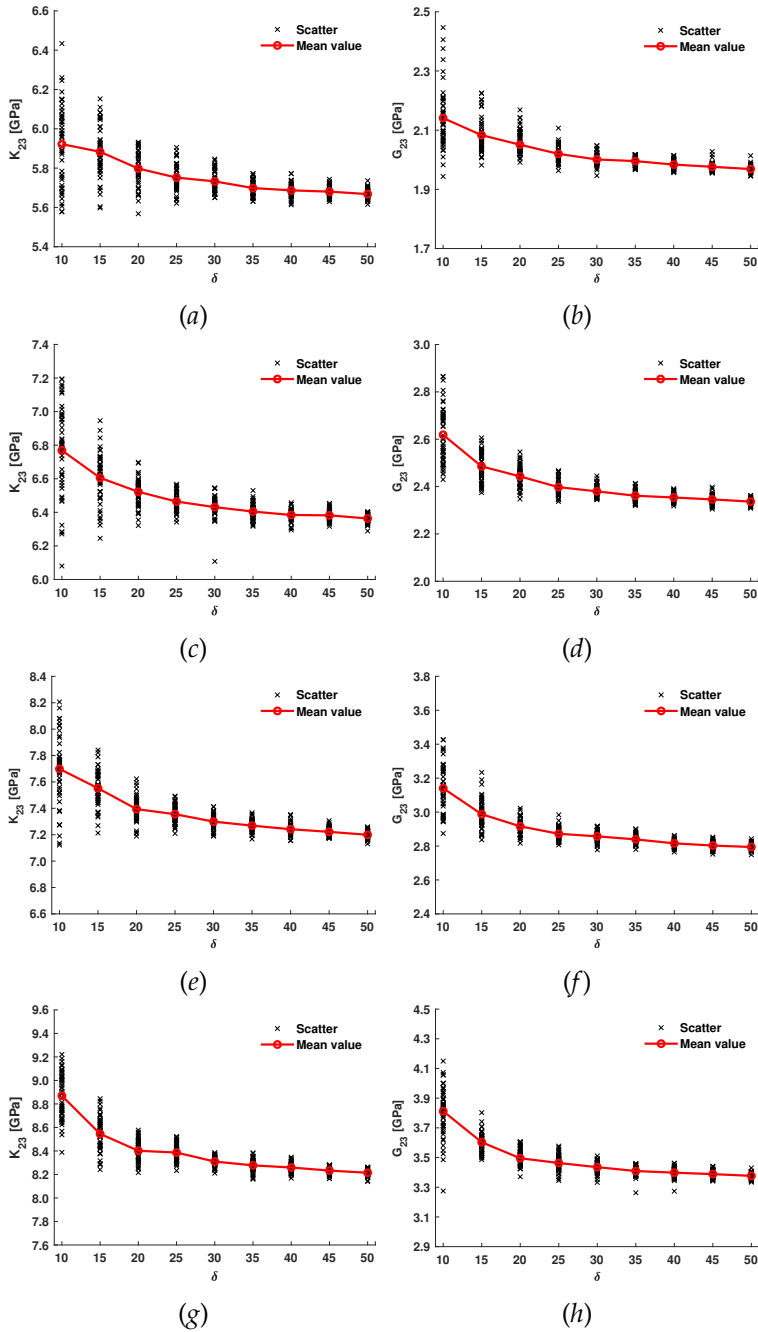 6.6
6.4
6.2
6.0
5.8
5.6
5.4
K23 [GPa]
Scatter
Mean value
10 15 20 25 30 35 40 45 50
δ
(a)
2.5
2.3
2.1
1.9
1.7
G23 [GPa]
Scatter
Mean value
10 15 20 25 30 35 40 45 50
δ
(b)
7.4
7.2
7.0
6.8
6.6
6.4
6.2
6.0
K23 [GPa]
Scatter
Mean value
10 15 20 25 30 35 40 45 50
δ
(c)
3.0
2.8
2.6
2.4
2.2
2.0
G23 [GPa]
Scatter
Mean value
10 15 20 25 30 35 40 45 50
δ
(d)
8.4
8.2
8.0
7.8
7.6
7.4
7.2
7.0
6.8
6.6
K23 [GPa]
Scatter
Mean value
10 15 20 25 30 35 40 45 50
δ
(e)
3.8
3.6
3.4
3.2
3.0
2.8
2.6
2.4
G23 [GPa]
Scatter
Mean value
10 15 20 25 30 35 40 45 50
δ
(f)
9.6
9.4
9.2
9.0
8.8
8.6
8.4
8.2
8.0
7.8
7.6
K23 [GPa]
Scatter
Mean value
10 15 20 25 30 35 40 45 50
δ
(g)
4.5
4.3
4.1
3.9
3.7
3.5
3.3
3.1
2.9
G23 [GPa]
Scatter
Mean value
10 15 20 25 30 35 40 45 50
δ
(h)